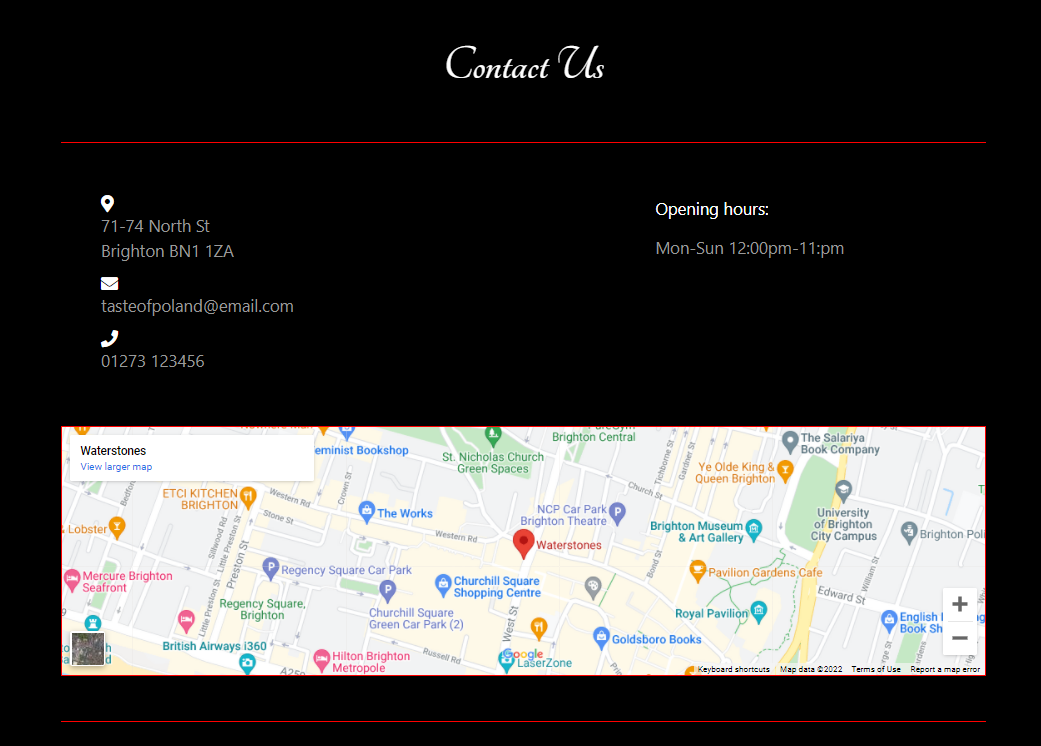 Contact Us
71-74 North St
Brighton BN1 1ZA
tasteofpoland@email.com
01273 123456
Opening hours:
Mon-Sun 12:00pm-11:pm
Waterstones
View larger map
eminist Bookshop
St. Nicholas Church
Green Spaces
Brighton Central
The Salariya
Book Company
Ye Olde King &
Queen Brighton
Tichborne St
Gardner St
Church St
ETCI KITCHEN
BRIGHTON
Western Rd
Crown St
Stone St
The Works
NCP Car Park
Brighton Theatre
University
of Brighton
City Campus
Lobster
Sillwood Rd
Little Preston St
Preston St
Western Rd
Waterstones
Brighton Museum
& Art Gallery
Brighton Poli
Mercure Brighton
Seafront
Regency Square Car Park
Churchill Square
Shopping Centre
Bond St
Pavilion Gardens Cafe
William St
Edward St
Little Preston St
Regency Square,
Brighton
Churchill Square
Green Car Park (2)
West St
Royal Pavilion
English
Book Sh
British Airways i360
Goldsboro Books
Hilton Brighton
Metropole
Russell Rd
A259
LaserZone
Google
Keyboard shortcuts
Map data ©2022
Terms of Use
Report a map error